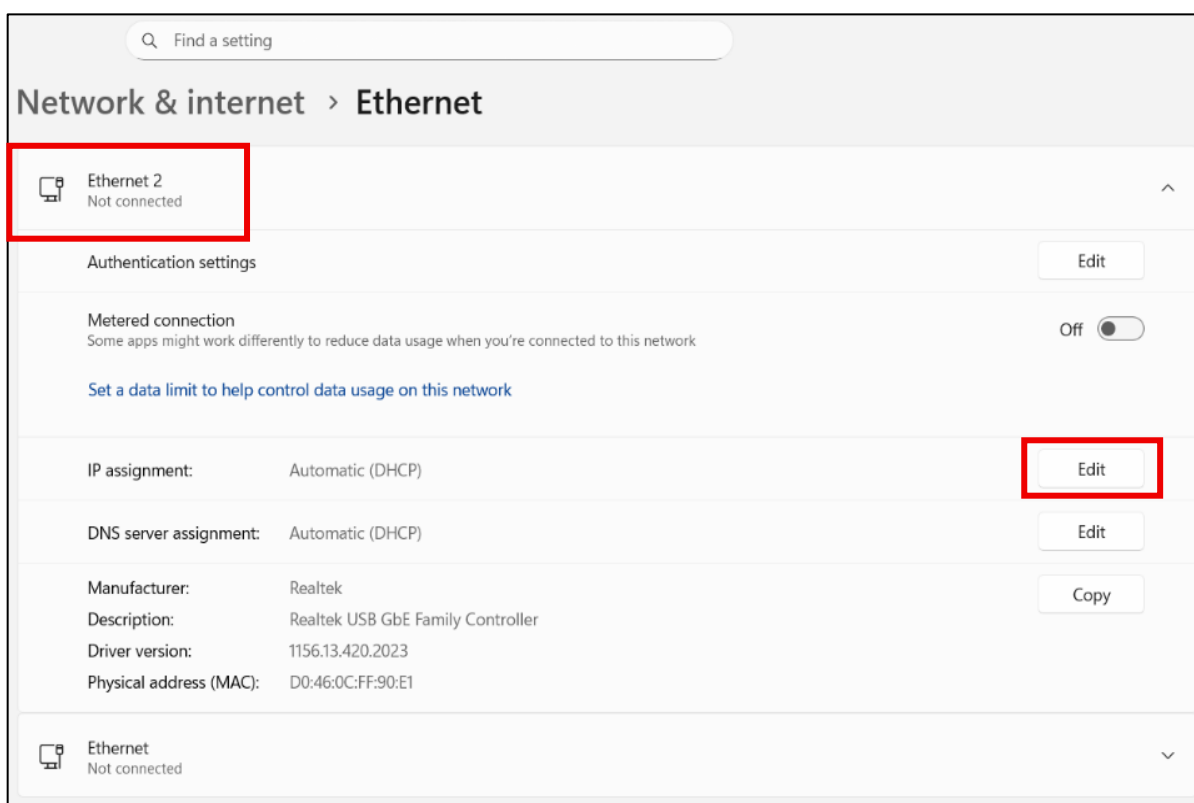 Find a setting
Network & internet > Ethernet
Ethernet 2
Not connected
Authentication settings Edit
Metered connection
Some apps might work differently to reduce data usage when you're connected to this network
Off
Set a data limit to help control data usage on this network
IP assignment: Automatic (DHCP) Edit
DNS server assignment: Automatic (DHCP) Edit
Manufacturer: Realtek Copy
Description: Realtek USB GbE Family Controller
Driver version: 1156.13.420.2023
Physical address (MAC): D0:46:0C:FF:90:E1
Ethernet
Not connected